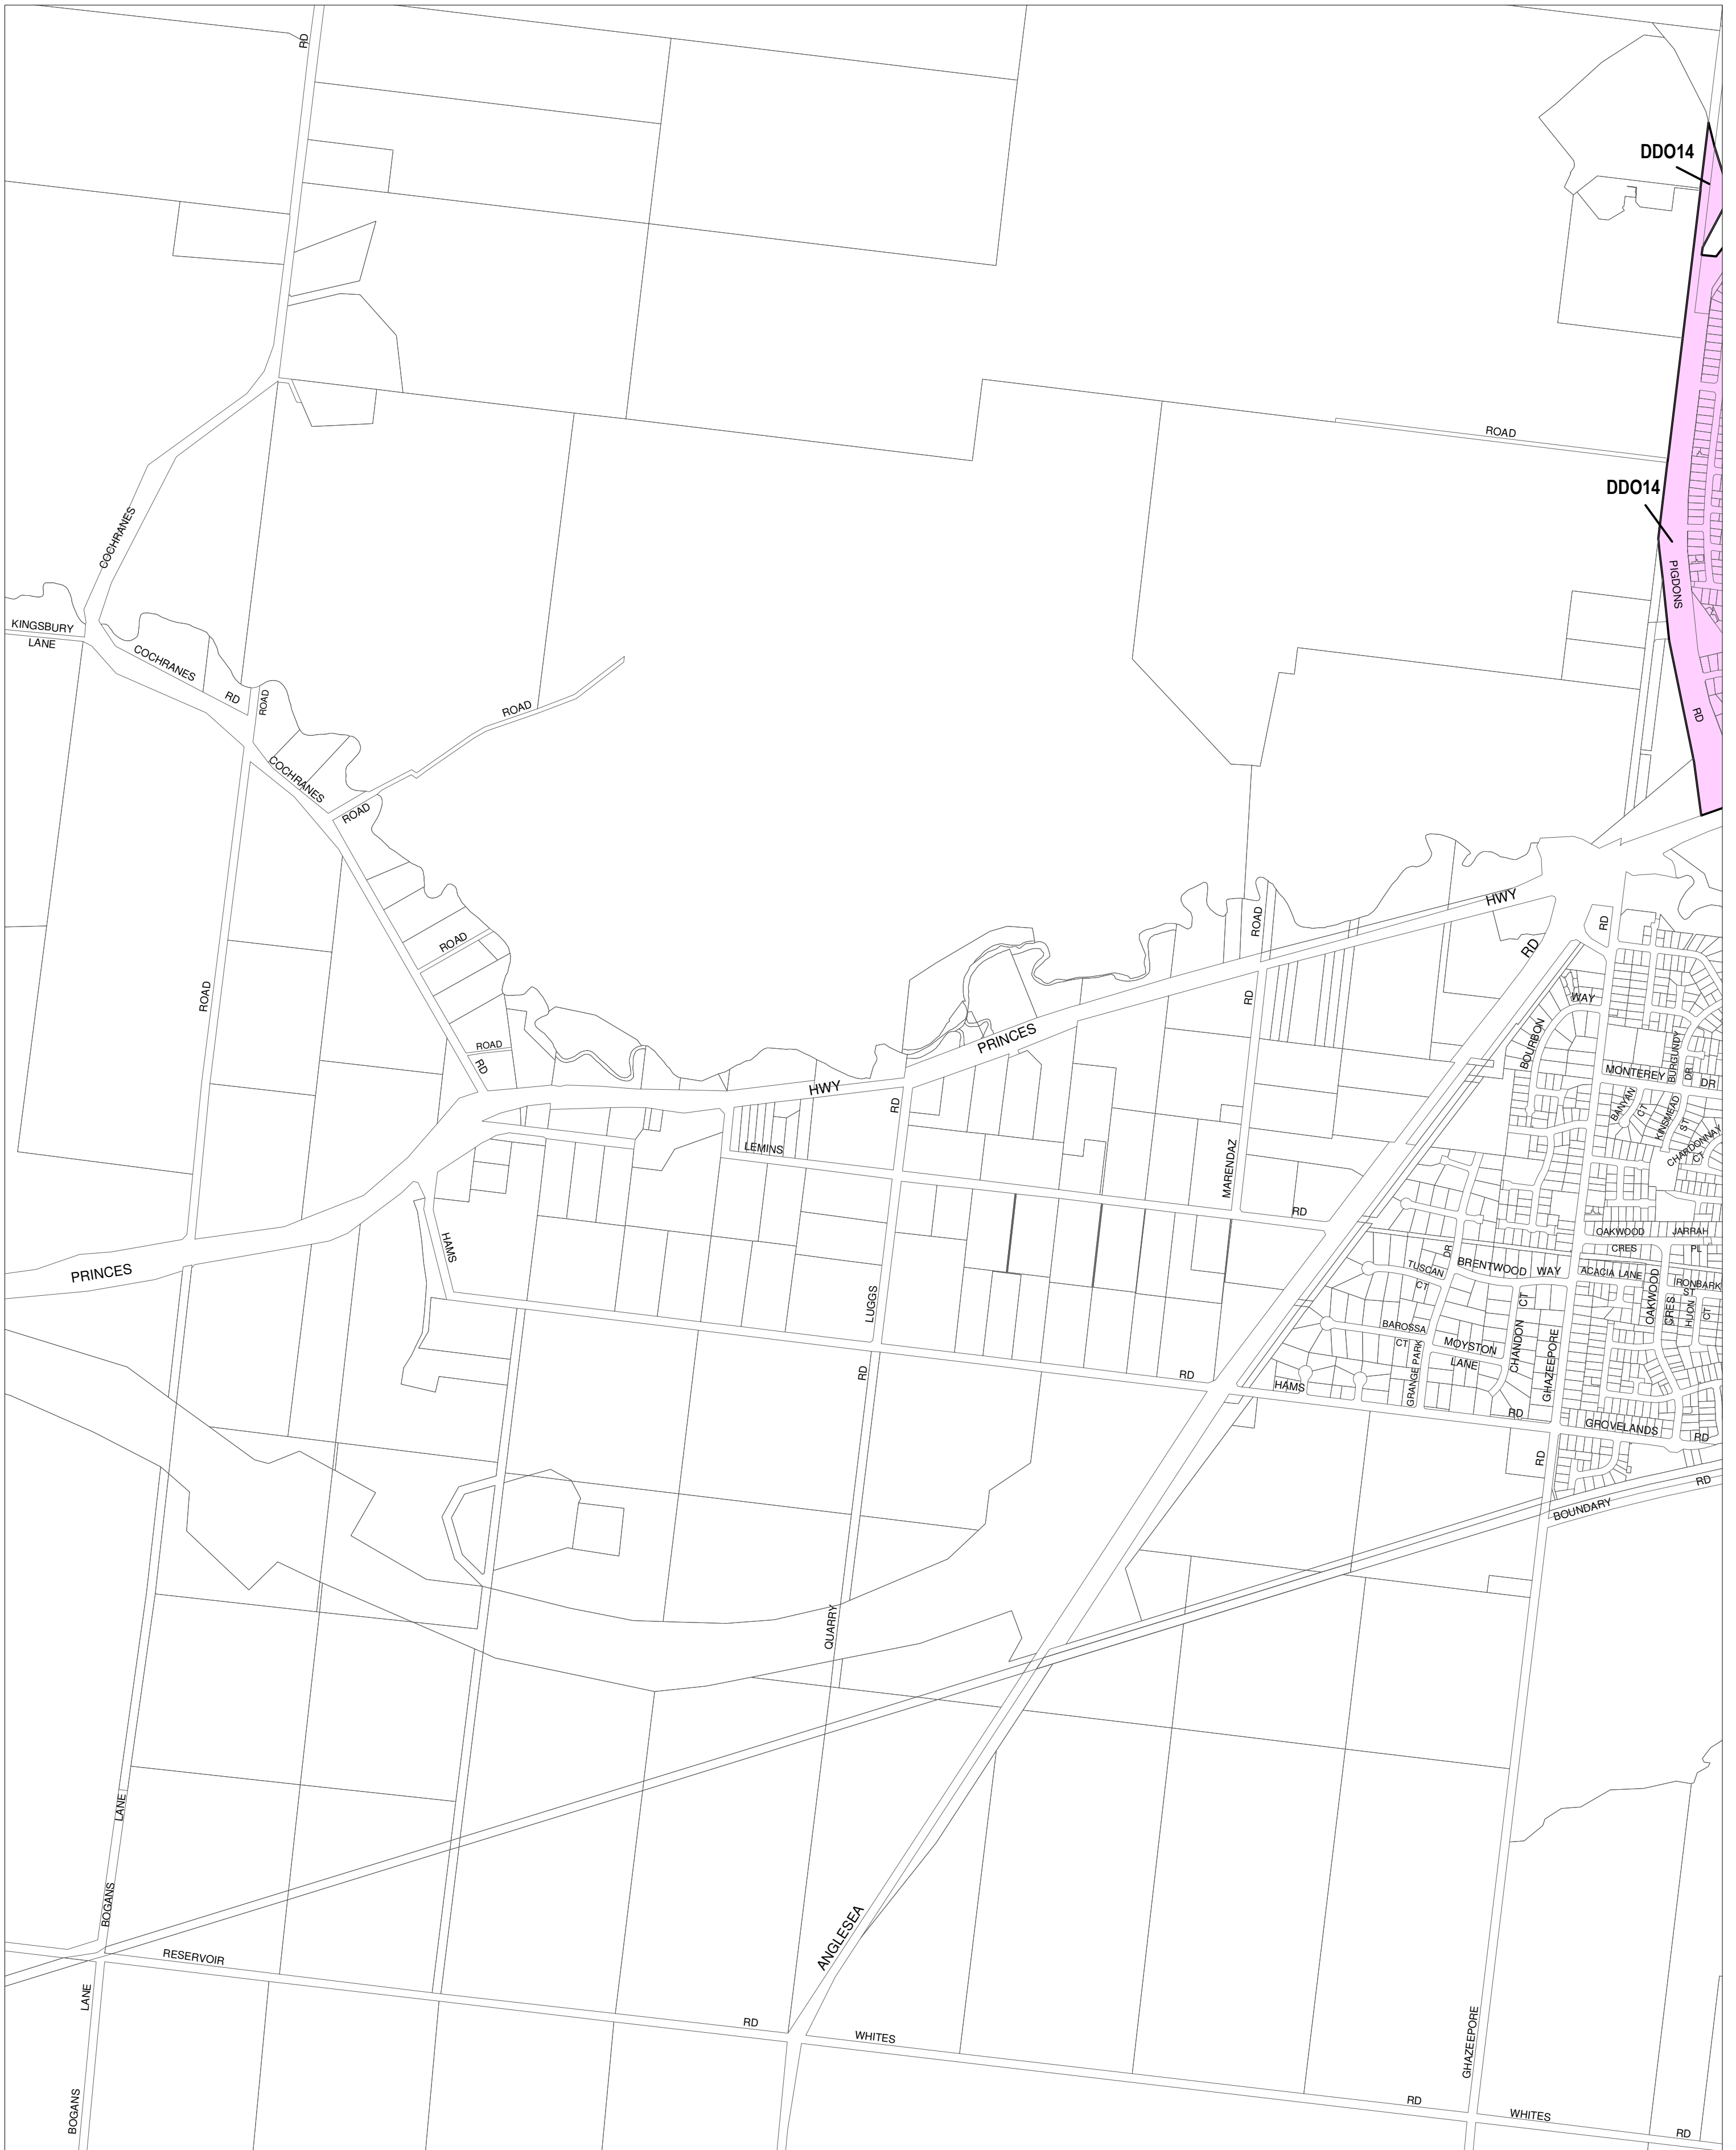 RD
DDO14
ROAD
DDO14
COCHRANES
PIGDONS
KINGSBURY
LANE
COCHRANES
RD
ROAD
ROAD
RD
COCHRANES
ROAD
HWY
RD
ROAD
RD
ROAD
ROAD
RD
WAY
PRINCES
BOURBON
ROAD
RD
BURGUNDY
DR
MONTEREY
DR
HWY
RD
BANYAN
CT
KINSMEAD
ST
CHARDONNAY
CT
LEMINS
MARENDAZ
RD
OAKWOOD
CRES
JARRAH
PL
HAMS
PRINCES
DR
TUSCAN
CT
BRENTWOOD
WAY
ACACIA LANE
IRONBARK
ST
OAKWOOD
CRES
HUON
CT
LUGGS
CT
BAROSSA
CT
MOYSTON
LANE
CHANDON
GHAZEEPORE
GRANGE PARK
RD
RD
HAMS
RD
GROVELANDS
RD
RD
BOUNDARY
RD
QUARRY
LANE
BOGANS
ANGLESEA
RESERVOIR
LANE
RD
WHITES
GHAZEEPORE
BOGANS
RD
WHITES
RD